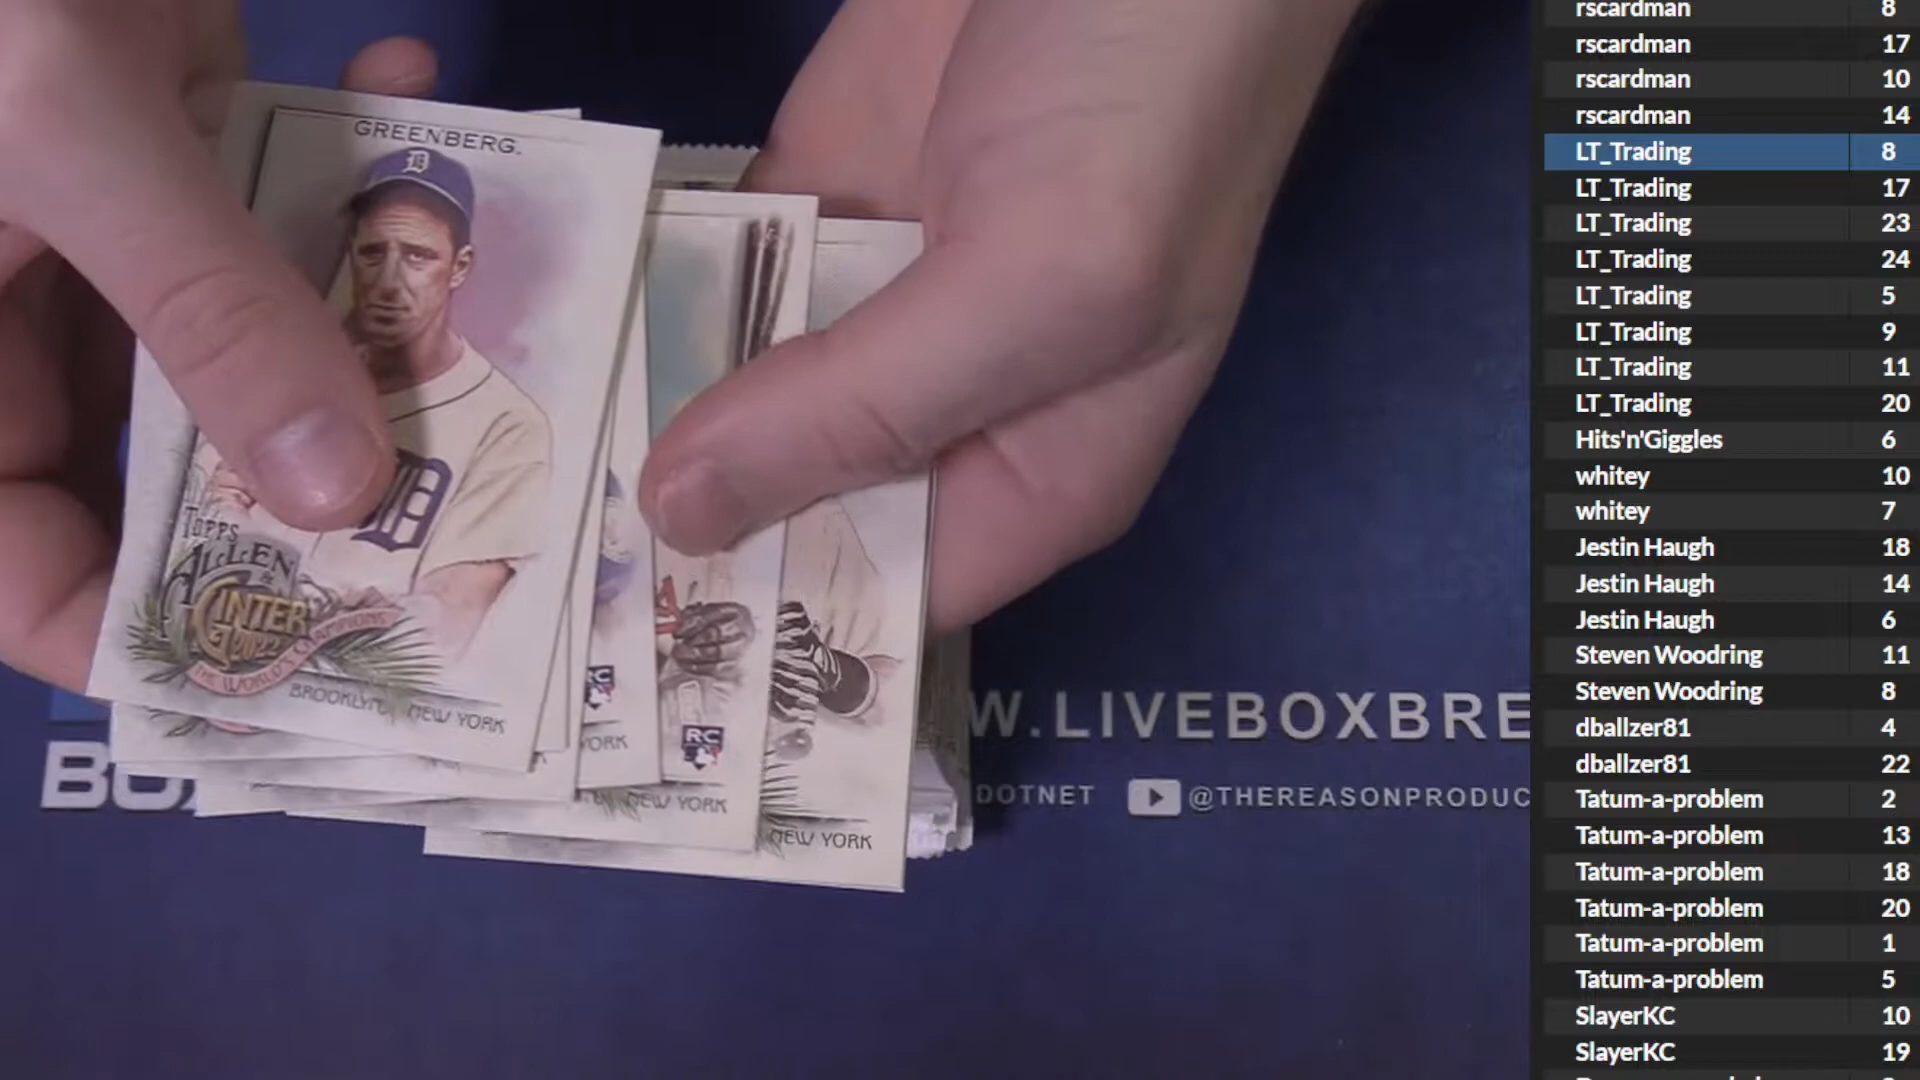 GREENBERG.
TOPPS
ALLEN
&
GINTER
2022
THE WORLD'S CHAMPIONS
BROOKLYN, NEW YORK
RC
YORK
RC
NEW YORK
NEW YORK
W.LIVEBOXBRE
BO
DOTNET
@THEREASONPRODUC
rscardman 8
rscardman 17
rscardman 10
rscardman 14
LT_Trading 8
LT_Trading 17
LT_Trading 23
LT_Trading 24
LT_Trading 5
LT_Trading 9
LT_Trading 11
LT_Trading 20
Hits'n'Giggles 6
whitey 10
whitey 7
Jestin Haugh 18
Jestin Haugh 14
Jestin Haugh 6
Steven Woodring 11
Steven Woodring 8
dballzer81 4
dballzer81 22
Tatum-a-problem 2
Tatum-a-problem 13
Tatum-a-problem 18
Tatum-a-problem 20
Tatum-a-problem 1
Tatum-a-problem 5
SlayerKC 10
SlayerKC 19